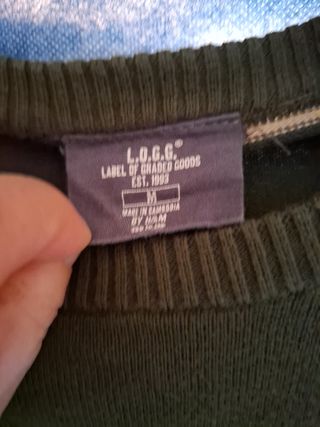 L.O.G.G.®
LABEL OF GRADED GOODS
EST. 1993
M
MADE IN CAMBODIA
BY H&M